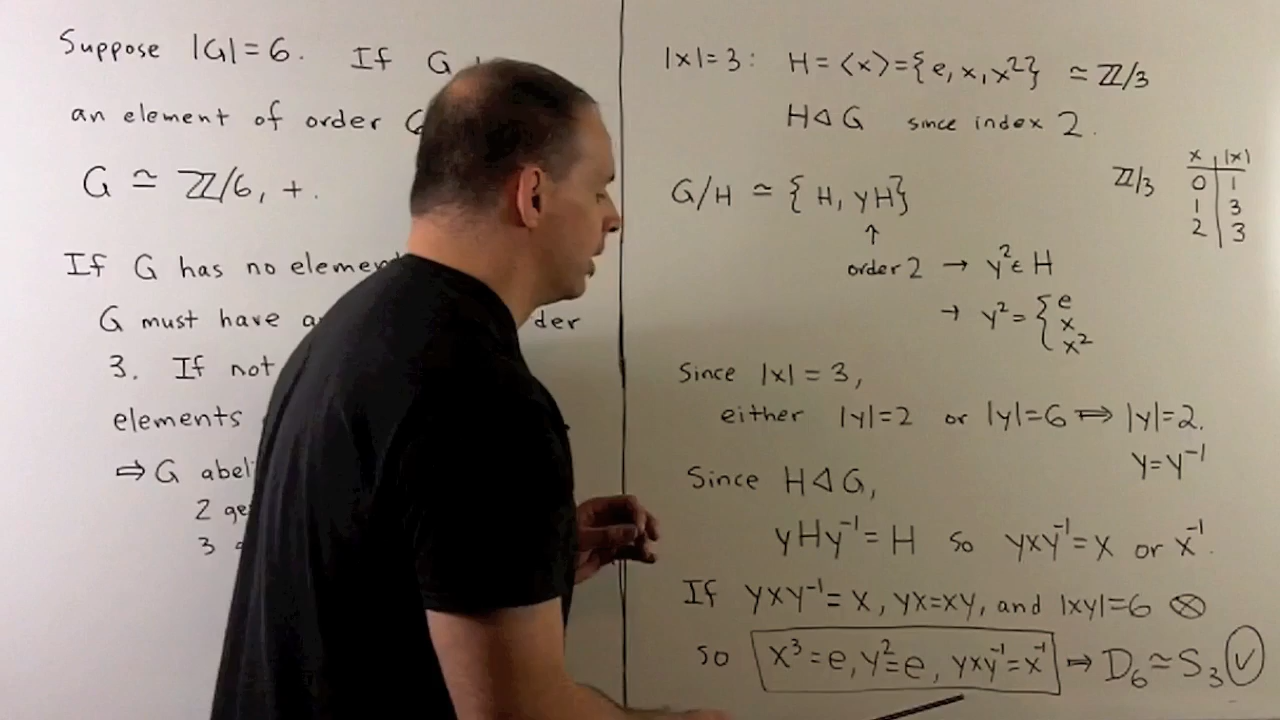 Suppose |G|=6. If G
an element of order
G ≃ ℤ/6, +.
If G has no elemen
G must have a der
3. If not
elements
⇒ G abel
2 ge
3
|x|=3: H=⟨x⟩={e, x, x²} ≃ ℤ/3
H⊲G since index 2.
G/H ≃ {H, yH}
↑
order 2 → y²∈H
→ y²= { e
x
x²
ℤ/3
x |x|
0 1
1 3
2 3
Since |x|=3,
either |y|=2 or |y|=6 ⟹ |y|=2.
y=y⁻¹
Since H⊲G,
yHy⁻¹=H so yxy⁻¹=x or x⁻¹.
If yxy⁻¹=x, yx=xy, and |xy|=6 ⊗
so x³=e, y²=e, yxy⁻¹=x⁻¹ ⇒ D₆≃S₃ ✓